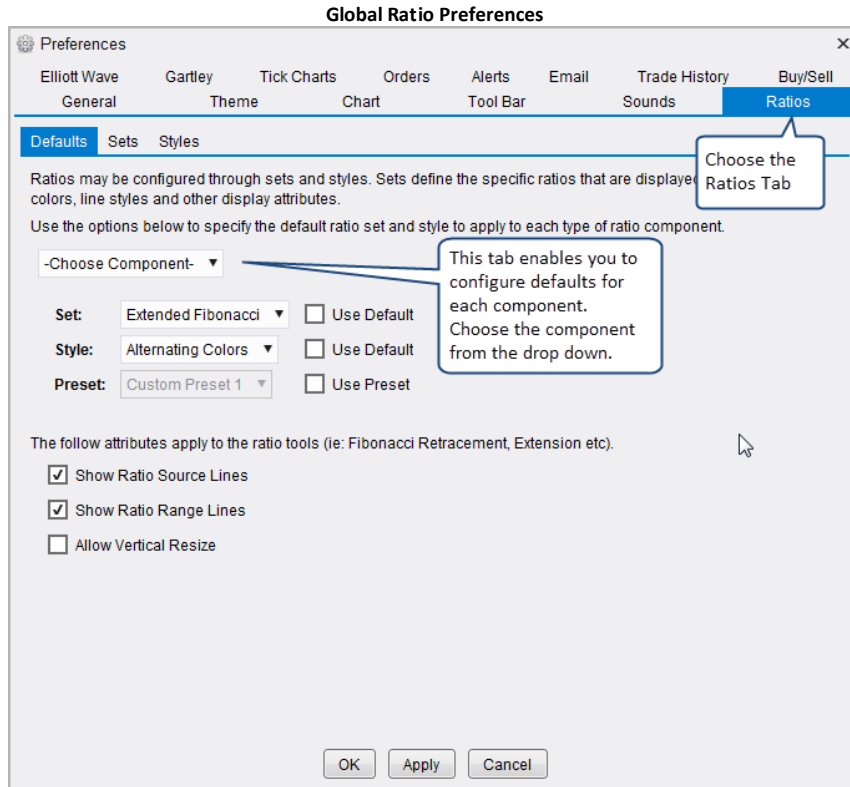 Global Ratio Preferences
Preferences
Elliott Wave Gartley Tick Charts Orders Alerts Email Trade History Buy/Sell
General Theme Chart Tool Bar Sounds Ratios
Defaults Sets Styles
Choose the
Ratios Tab
Ratios may be configured through sets and styles. Sets define the specific ratios that are displayed
colors, line styles and other display attributes.
Use the options below to specify the default ratio set and style to apply to each type of ratio component.
-Choose Component-
This tab enables you to
configure defaults for
each component.
Choose the component
from the drop down.
Set: Extended Fibonacci Use Default
Style: Alternating Colors Use Default
Preset: Custom Preset 1 Use Preset
The follow attributes apply to the ratio tools (ie: Fibonacci Retracement, Extension etc).
Show Ratio Source Lines
Show Ratio Range Lines
Allow Vertical Resize
OK Apply Cancel